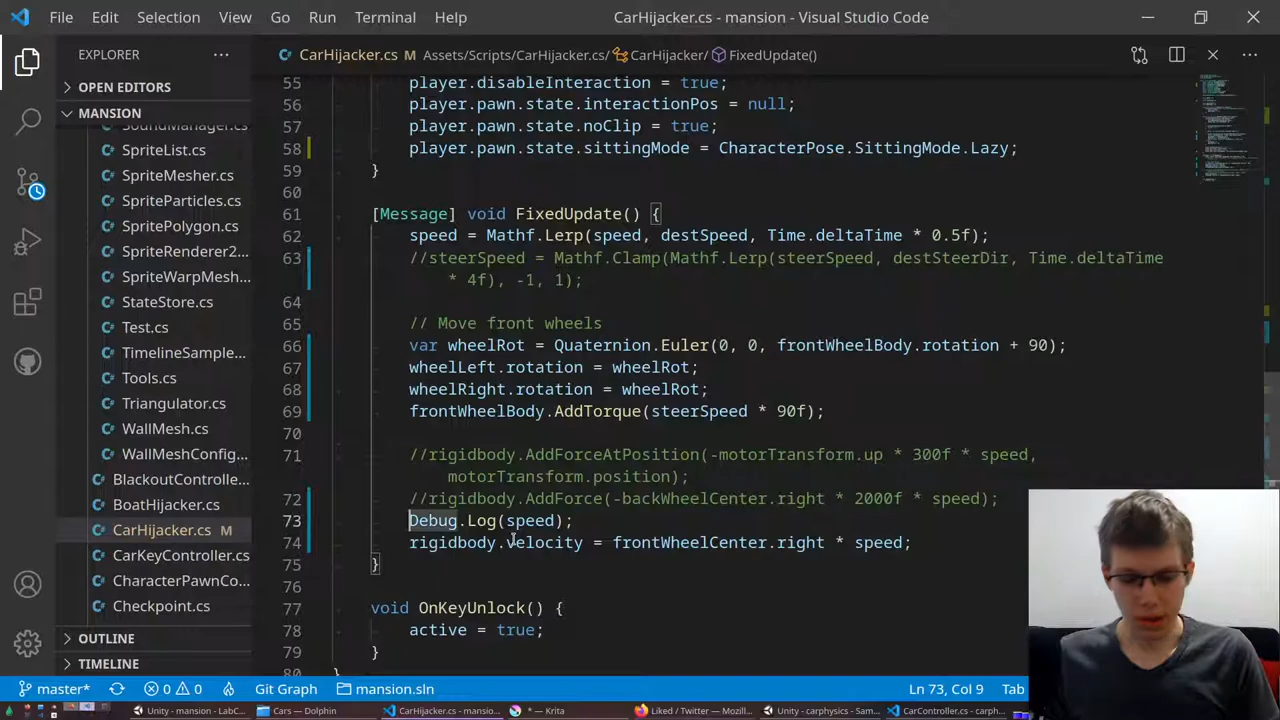 File Edit Selection View Go Run Terminal Help CarHijacker.cs - mansion - Visual Studio Code
EXPLORER
CarHijacker.cs M Assets/Scripts/CarHijacker.cs/ CarHijacker/ FixedUpdate()
OPEN EDITORS
MANSION
SoundManager.cs
SpriteList.cs
SpriteMesher.cs
SpriteParticles.cs
SpritePolygon.cs
SpriteRenderer2...
SpriteWarpMesh...
StateStore.cs
Test.cs
TimelineSample...
Tools.cs
Triangulator.cs
WallMesh.cs
WallMeshConfig...
BlackoutControlle...
BoatHijacker.cs
CarHijacker.cs M
CarKeyController.cs
CharacterPawnCo...
Checkpoint.cs
OUTLINE
TIMELINE
55 player.disableInteraction = true;
56 player.pawn.state.interactionPos = null;
57 player.pawn.state.noClip = true;
58 player.pawn.state.sittingMode = CharacterPose.SittingMode.Lazy;
59 }
60
61 [Message] void FixedUpdate() {
62 speed = Mathf.Lerp(speed, destSpeed, Time.deltaTime * 0.5f);
63 //steerSpeed = Mathf.Clamp(Mathf.Lerp(steerSpeed, destSteerDir, Time.deltaTime
* 4f), -1, 1);
64
65 // Move front wheels
66 var wheelRot = Quaternion.Euler(0, 0, frontWheelBody.rotation + 90);
67 wheelLeft.rotation = wheelRot;
68 wheelRight.rotation = wheelRot;
69 frontWheelBody.AddTorque(steerSpeed * 90f);
70
71 //rigidbody.AddForceAtPosition(-motorTransform.up * 300f * speed,
motorTransform.position);
72 //rigidbody.AddForce(-backWheelCenter.right * 2000f * speed);
73 Debug.Log(speed);
74 rigidbody.velocity = frontWheelCenter.right * speed;
75 }
76
77 void OnKeyUnlock() {
78 active = true;
79 }
80 }
master* 0 0 Git Graph mansion.sln Ln 73, Col 9 Tab
Unity - mansion - LabC... Cars — Dolphin CarHijacker.cs - mansi... * — Krita Liked / Twitter — Mozill... Unity - carphysics - Sam... CarController.cs - carph...